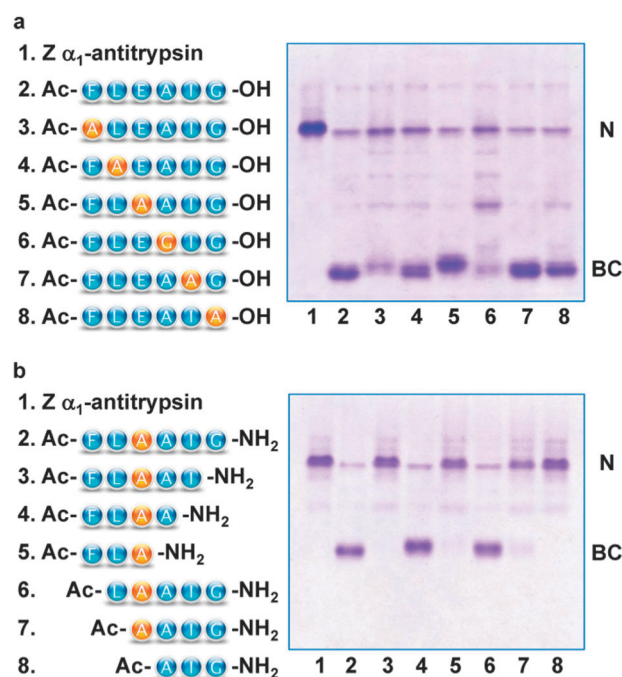 a
1. Z α₁-antitrypsin
2. Ac- F L E A T G -OH
3. Ac- A L E A T G -OH
4. Ac- F A E A T G -OH
5. Ac- F L A A T G -OH
6. Ac- F L E G T G -OH
7. Ac- F L E A A G -OH
8. Ac- F L E A T A -OH
N
BC
1 2 3 4 5 6 7 8
b
1. Z α₁-antitrypsin
2. Ac- F L A A T G -NH₂
3. Ac- F L A A T -NH₂
4. Ac- F L A A -NH₂
5. Ac- F L A -NH₂
6. Ac- L A A T G -NH₂
7. Ac- A A T G -NH₂
8. Ac- A T G -NH₂
N
BC
1 2 3 4 5 6 7 8